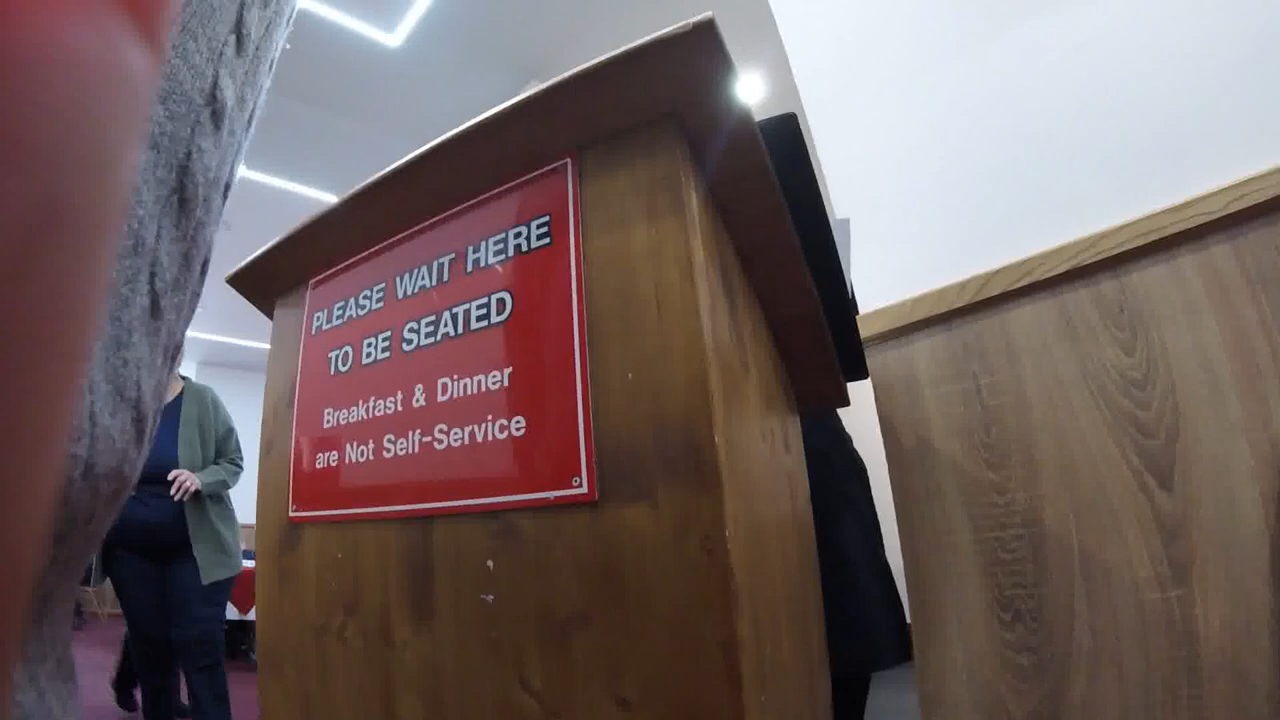 PLEASE WAIT HERE
TO BE SEATED
Breakfast & Dinner
are Not Self-Service